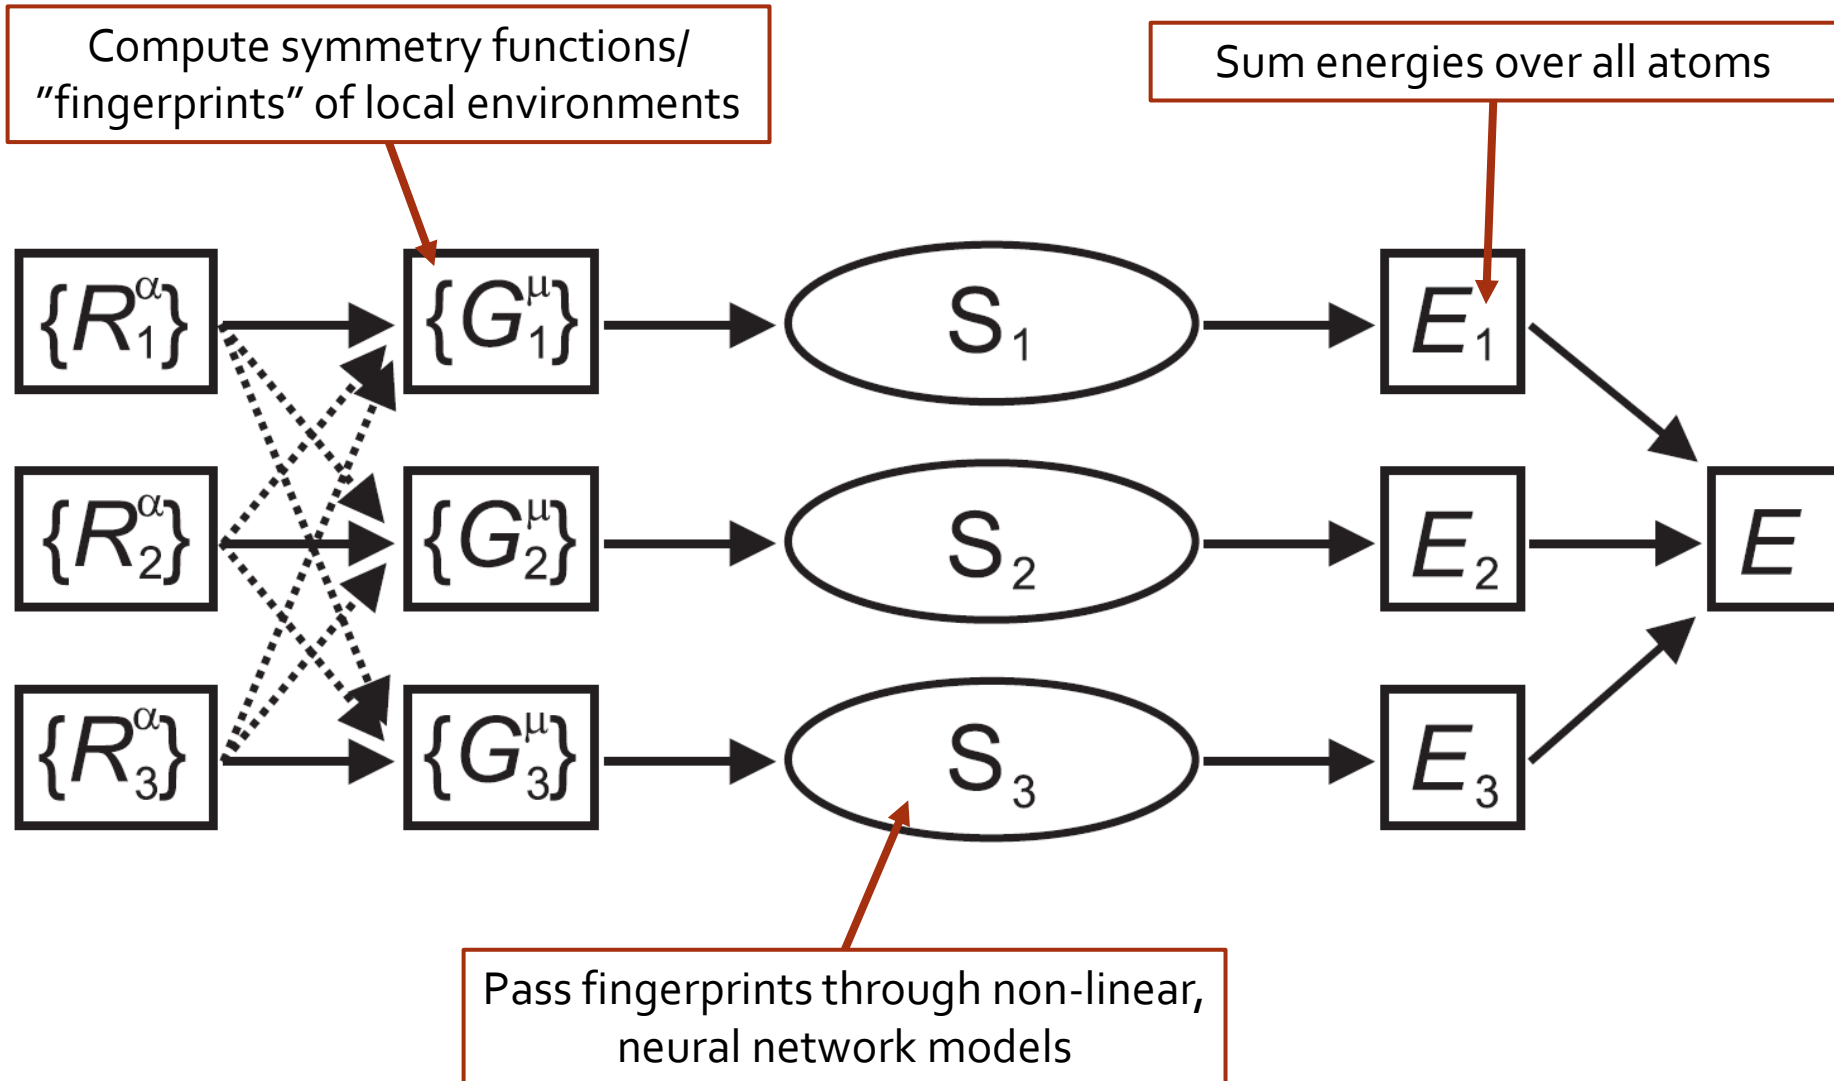 Compute symmetry functions/
"fingerprints" of local environments
Sum energies over all atoms
{R₁^α}
{G₁^μ}
S₁
E₁
{R₂^α}
{G₂^μ}
S₂
E₂
E
{R₃^α}
{G₃^μ}
S₃
E₃
Pass fingerprints through non-linear,
neural network models